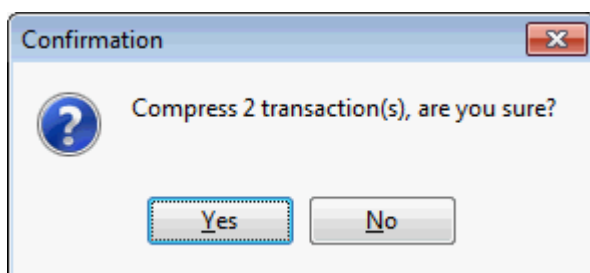 Confirmation
Compress 2 transaction(s), are you sure?
Yes
No